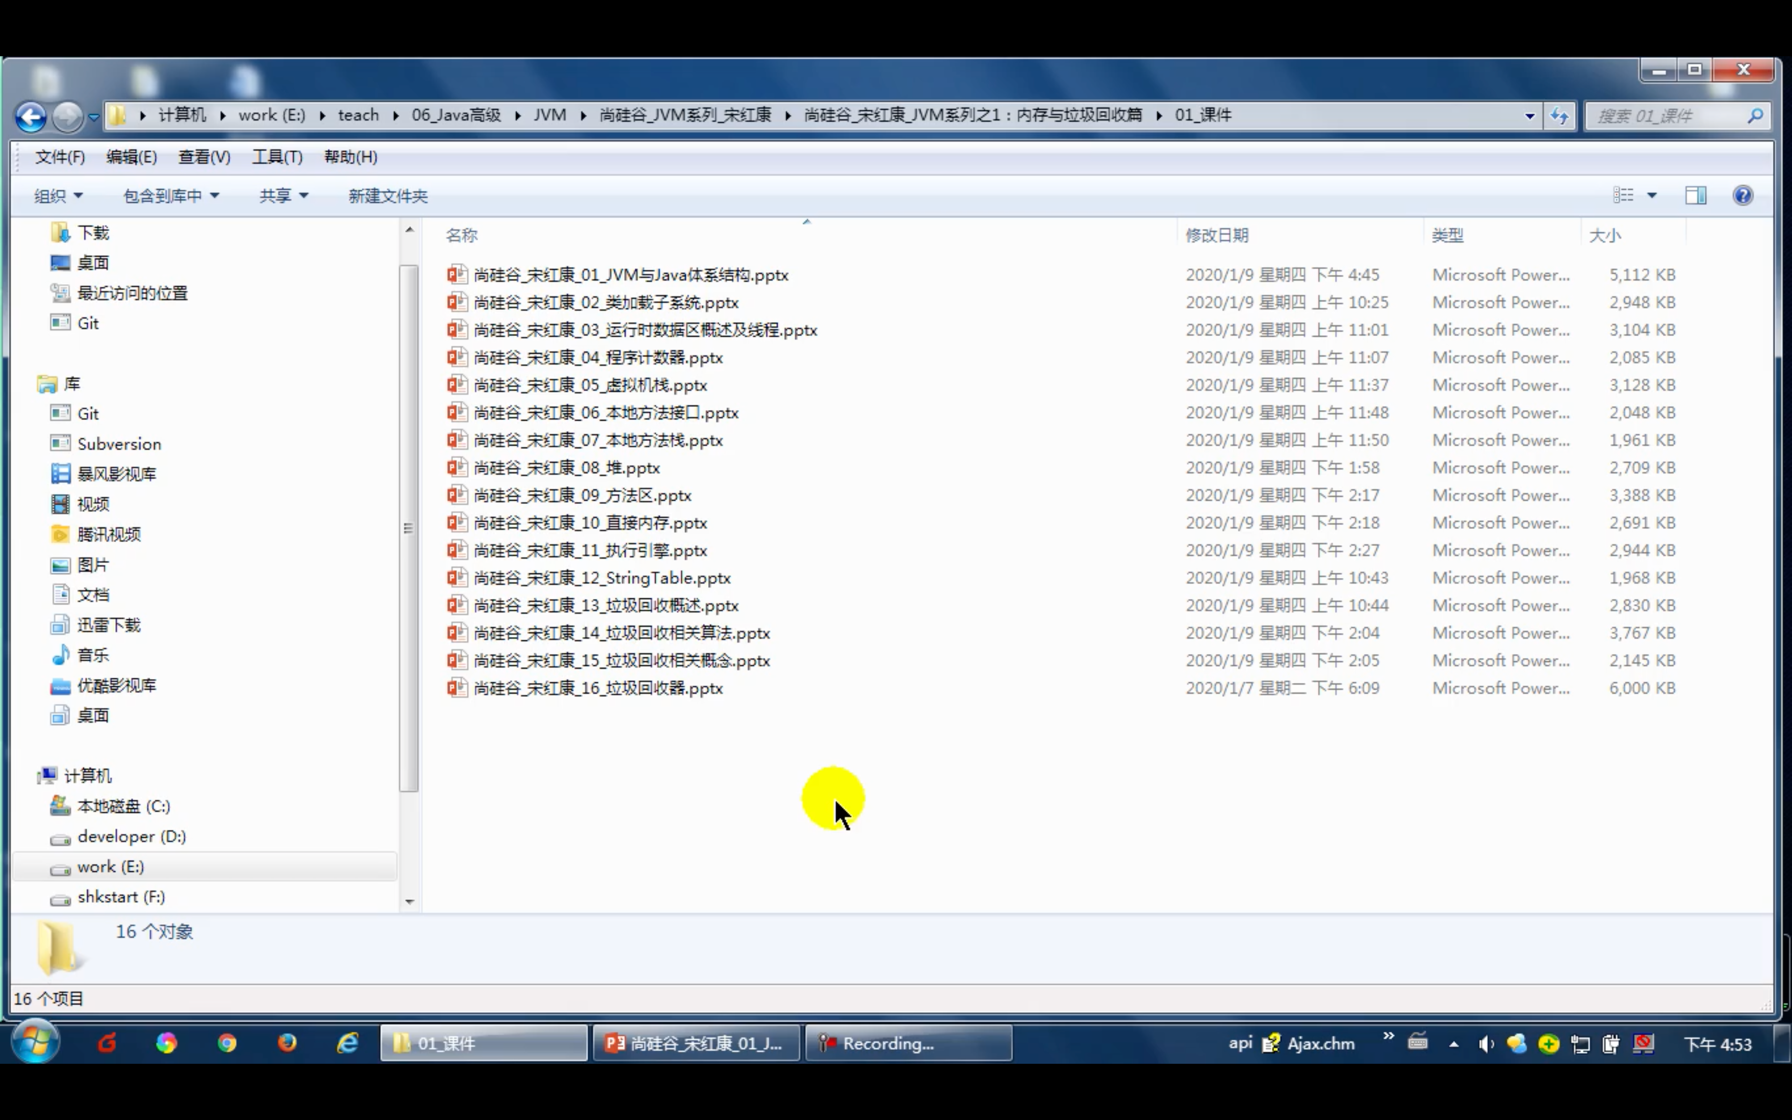 计算机 work (E:) teach 06_Java高级 JVM 尚硅谷_JVM系列_宋红康 尚硅谷_宋红康_JVM系列之1：内存与垃圾回收篇 01_课件 搜索 01_课件
文件(F) 编辑(E) 查看(V) 工具(T) 帮助(H)
组织 包含到库中 共享 新建文件夹
下载
桌面
最近访问的位置
Git
库
Git
Subversion
暴风影视库
视频
腾讯视频
图片
文档
迅雷下载
音乐
优酷影视库
桌面
计算机
本地磁盘 (C:)
developer (D:)
work (E:)
shkstart (F:)
名称 修改日期 类型 大小
尚硅谷_宋红康_01_JVM与Java体系结构.pptx 2020/1/9 星期四 下午 4:45 Microsoft Power... 5,112 KB
尚硅谷_宋红康_02_类加载子系统.pptx 2020/1/9 星期四 上午 10:25 Microsoft Power... 2,948 KB
尚硅谷_宋红康_03_运行时数据区概述及线程.pptx 2020/1/9 星期四 上午 11:01 Microsoft Power... 3,104 KB
尚硅谷_宋红康_04_程序计数器.pptx 2020/1/9 星期四 上午 11:07 Microsoft Power... 2,085 KB
尚硅谷_宋红康_05_虚拟机栈.pptx 2020/1/9 星期四 上午 11:37 Microsoft Power... 3,128 KB
尚硅谷_宋红康_06_本地方法接口.pptx 2020/1/9 星期四 上午 11:48 Microsoft Power... 2,048 KB
尚硅谷_宋红康_07_本地方法栈.pptx 2020/1/9 星期四 上午 11:50 Microsoft Power... 1,961 KB
尚硅谷_宋红康_08_堆.pptx 2020/1/9 星期四 下午 1:58 Microsoft Power... 2,709 KB
尚硅谷_宋红康_09_方法区.pptx 2020/1/9 星期四 下午 2:17 Microsoft Power... 3,388 KB
尚硅谷_宋红康_10_直接内存.pptx 2020/1/9 星期四 下午 2:18 Microsoft Power... 2,691 KB
尚硅谷_宋红康_11_执行引擎.pptx 2020/1/9 星期四 下午 2:27 Microsoft Power... 2,944 KB
尚硅谷_宋红康_12_StringTable.pptx 2020/1/9 星期四 上午 10:43 Microsoft Power... 1,968 KB
尚硅谷_宋红康_13_垃圾回收概述.pptx 2020/1/9 星期四 上午 10:44 Microsoft Power... 2,830 KB
尚硅谷_宋红康_14_垃圾回收相关算法.pptx 2020/1/9 星期四 下午 2:04 Microsoft Power... 3,767 KB
尚硅谷_宋红康_15_垃圾回收相关概念.pptx 2020/1/9 星期四 下午 2:05 Microsoft Power... 2,145 KB
尚硅谷_宋红康_16_垃圾回收器.pptx 2020/1/7 星期二 下午 6:09 Microsoft Power... 6,000 KB
16 个对象
16 个项目
01_课件 尚硅谷_宋红康_01_J... Recording... api Ajax.chm 下午 4:53